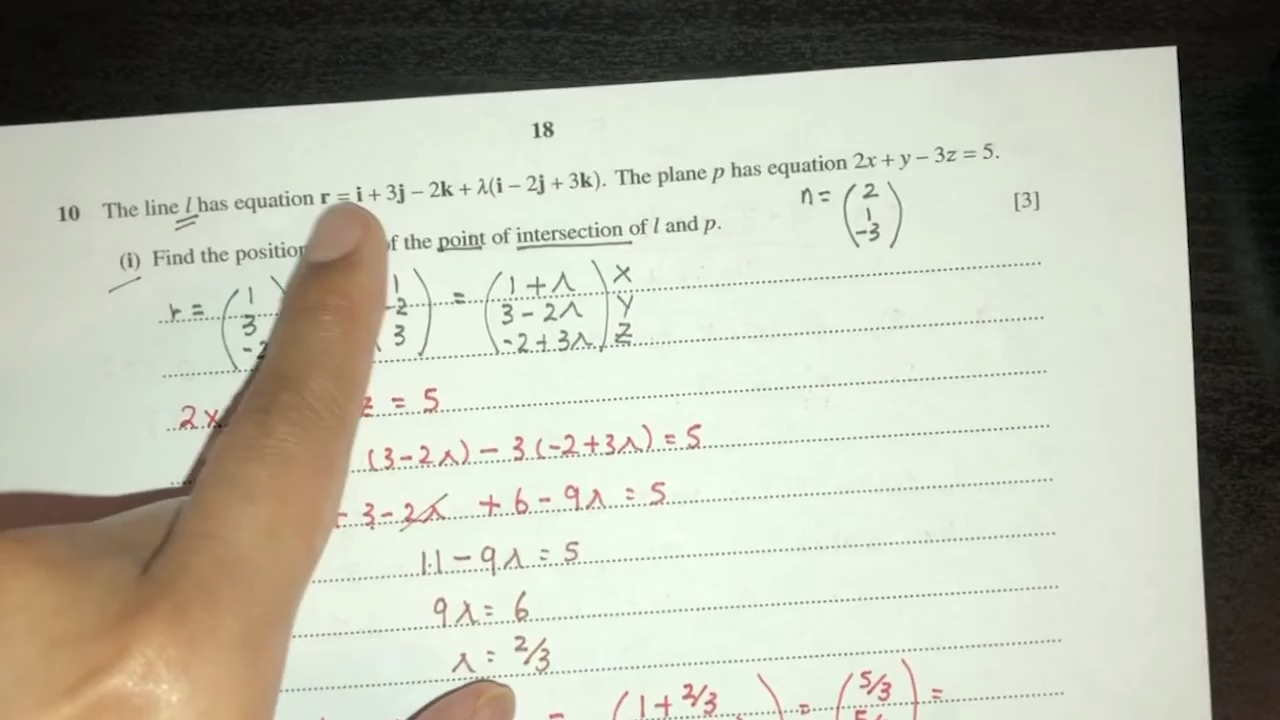 18
10 The line l has equation r = i + 3j − 2k + λ(i − 2j + 3k). The plane p has equation 2x + y − 3z = 5.
n = (2 1 -3)
[3]
(i) Find the position of the point of intersection of l and p.
r = (1 3 -2 1 -2 3) = (1+λ 3-2λ -2+3λ) x y z
2x z = 5
(3-2λ) - 3(-2+3λ) = 5
3-2λ + 6-9λ = 5
11-9λ = 5
9λ = 6
λ = 2/3
= (1+2/3) = (5/3 =